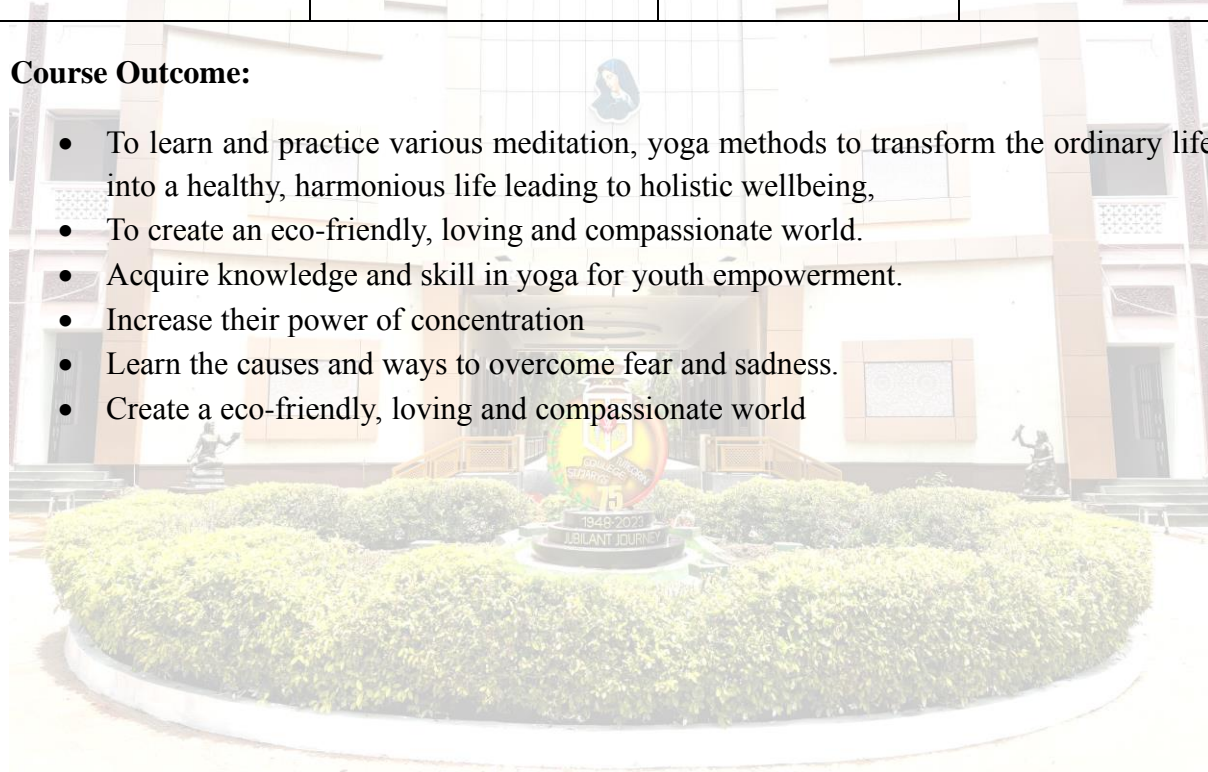 Course Outcome:
• To learn and practice various meditation, yoga methods to transform the ordinary life
into a healthy, harmonious life leading to holistic wellbeing,
• To create an eco-friendly, loving and compassionate world.
• Acquire knowledge and skill in yoga for youth empowerment.
• Increase their power of concentration
• Learn the causes and ways to overcome fear and sadness.
• Create a eco-friendly, loving and compassionate world
75
1948-2023
JUBILANT JOURNEY